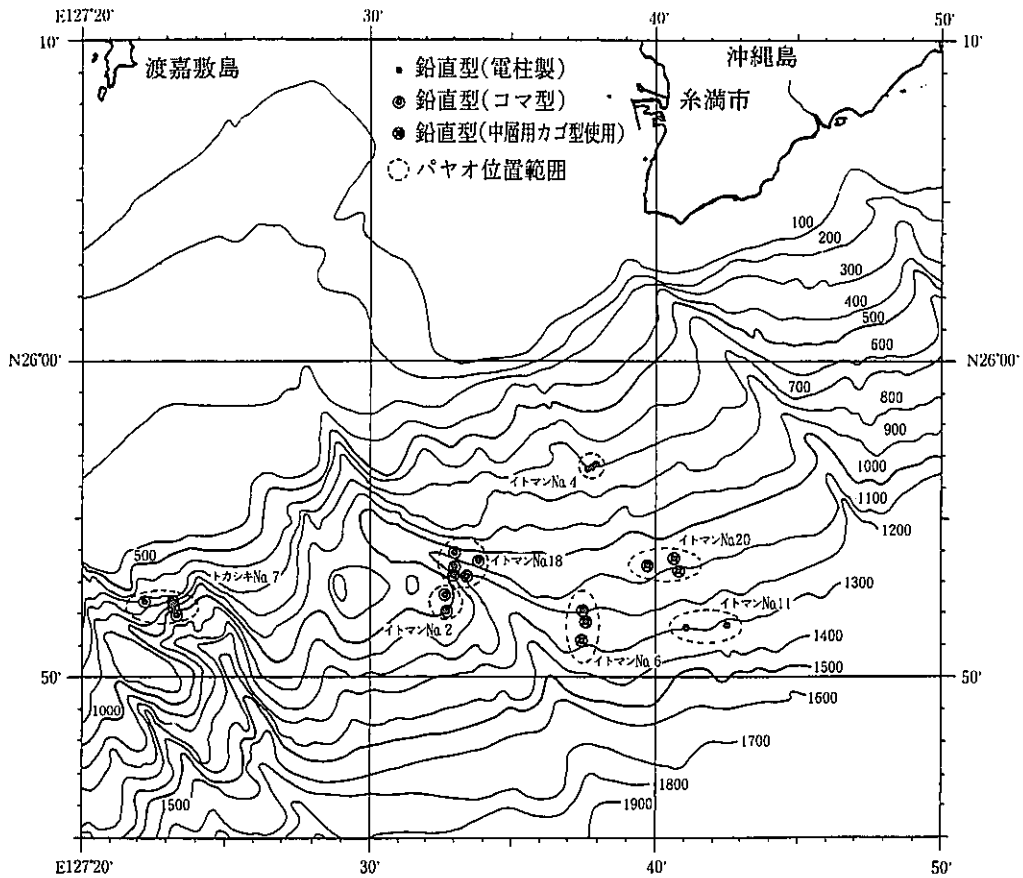 E127°20' 30' 40' 50'
10' 10'
渡嘉敷島
・ 鉛直型(電柱製)
◎ 鉛直型(コマ型)
鉛直型(中層用カゴ型使用)
パヤオ位置範囲
沖縄島
糸満市
100
200
300
400
500
600
N26°00' 00'
700
800
900
1000
1100
1200
イトマンNo.4
500
トカシキNo.7
イトマンNo.18
イトマンNo.20
1300
イトマンNo.2
イトマンNo.11
イトマンNo.6
1400
1500
50' 50'
1600
1000
1700
1500
1800
1900
E127°20' 30' 40' 50'